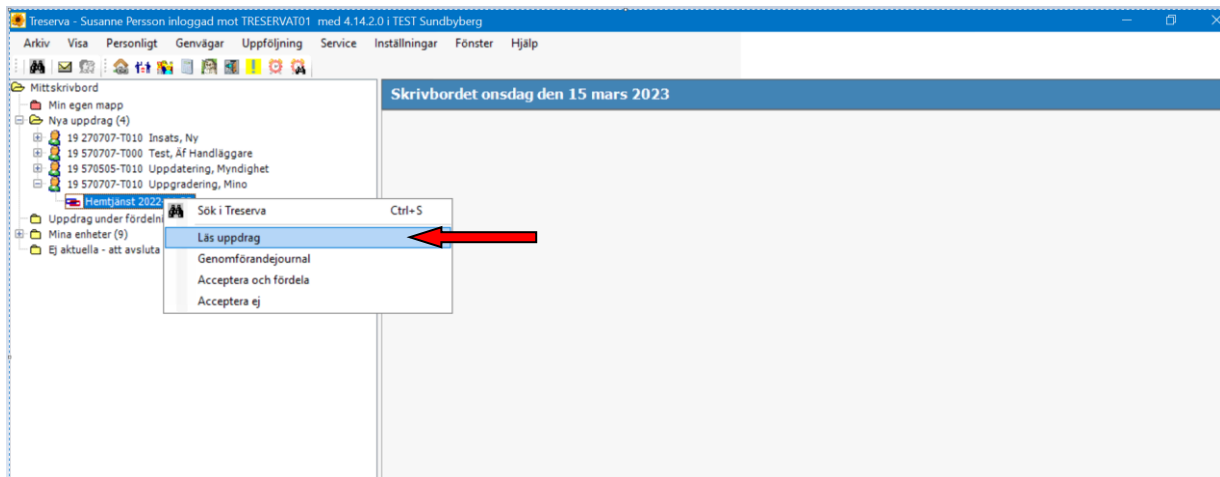 Treserva - Susanne Persson inloggad mot TRESERVAT01 med 4.14.2.0 i TEST Sundbyberg
Arkiv Visa Personligt Genvägar Uppföljning Service Inställningar Fönster Hjälp
Mitt skrivbord
Skrivbordet onsdag den 15 mars 2023
Min egen mapp
Nya uppdrag (4)
19 270707-T010 Insats, Ny
19 570707-T000 Test, Äf Handläggare
19 570505-T010 Uppdatering, Myndighet
19 570707-T010 Uppgradering, Mino
Hemtjänst 2022-
Sök i Treserva Ctrl+S
Uppdrag under fördelni
Läs uppdrag
Mina enheter (9)
Ej aktuella - att avsluta
Genomförandejournal
Acceptera och fördela
Acceptera ej